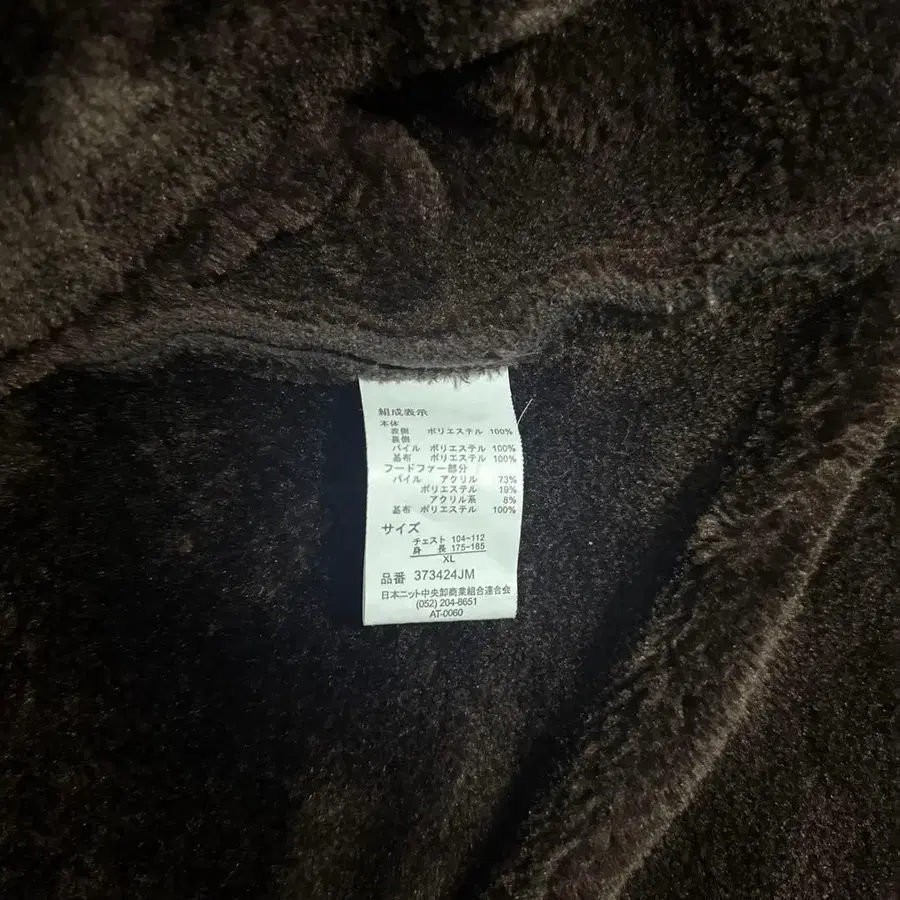 組成表示
本体
表側 ポリエステル 100%
裏側
パイル ポリエステル 100%
基布 ポリエステル 100%
フードファー部分
パイル アクリル 73%
ポリエステル 19%
アクリル系 8%
基布 ポリエステル 100%
サイズ
チェスト 104-112
身 長 175-185
XL
品番 373424JM
日本ニット中央卸商業組合連合会
(052) 204-8651
AT-0060